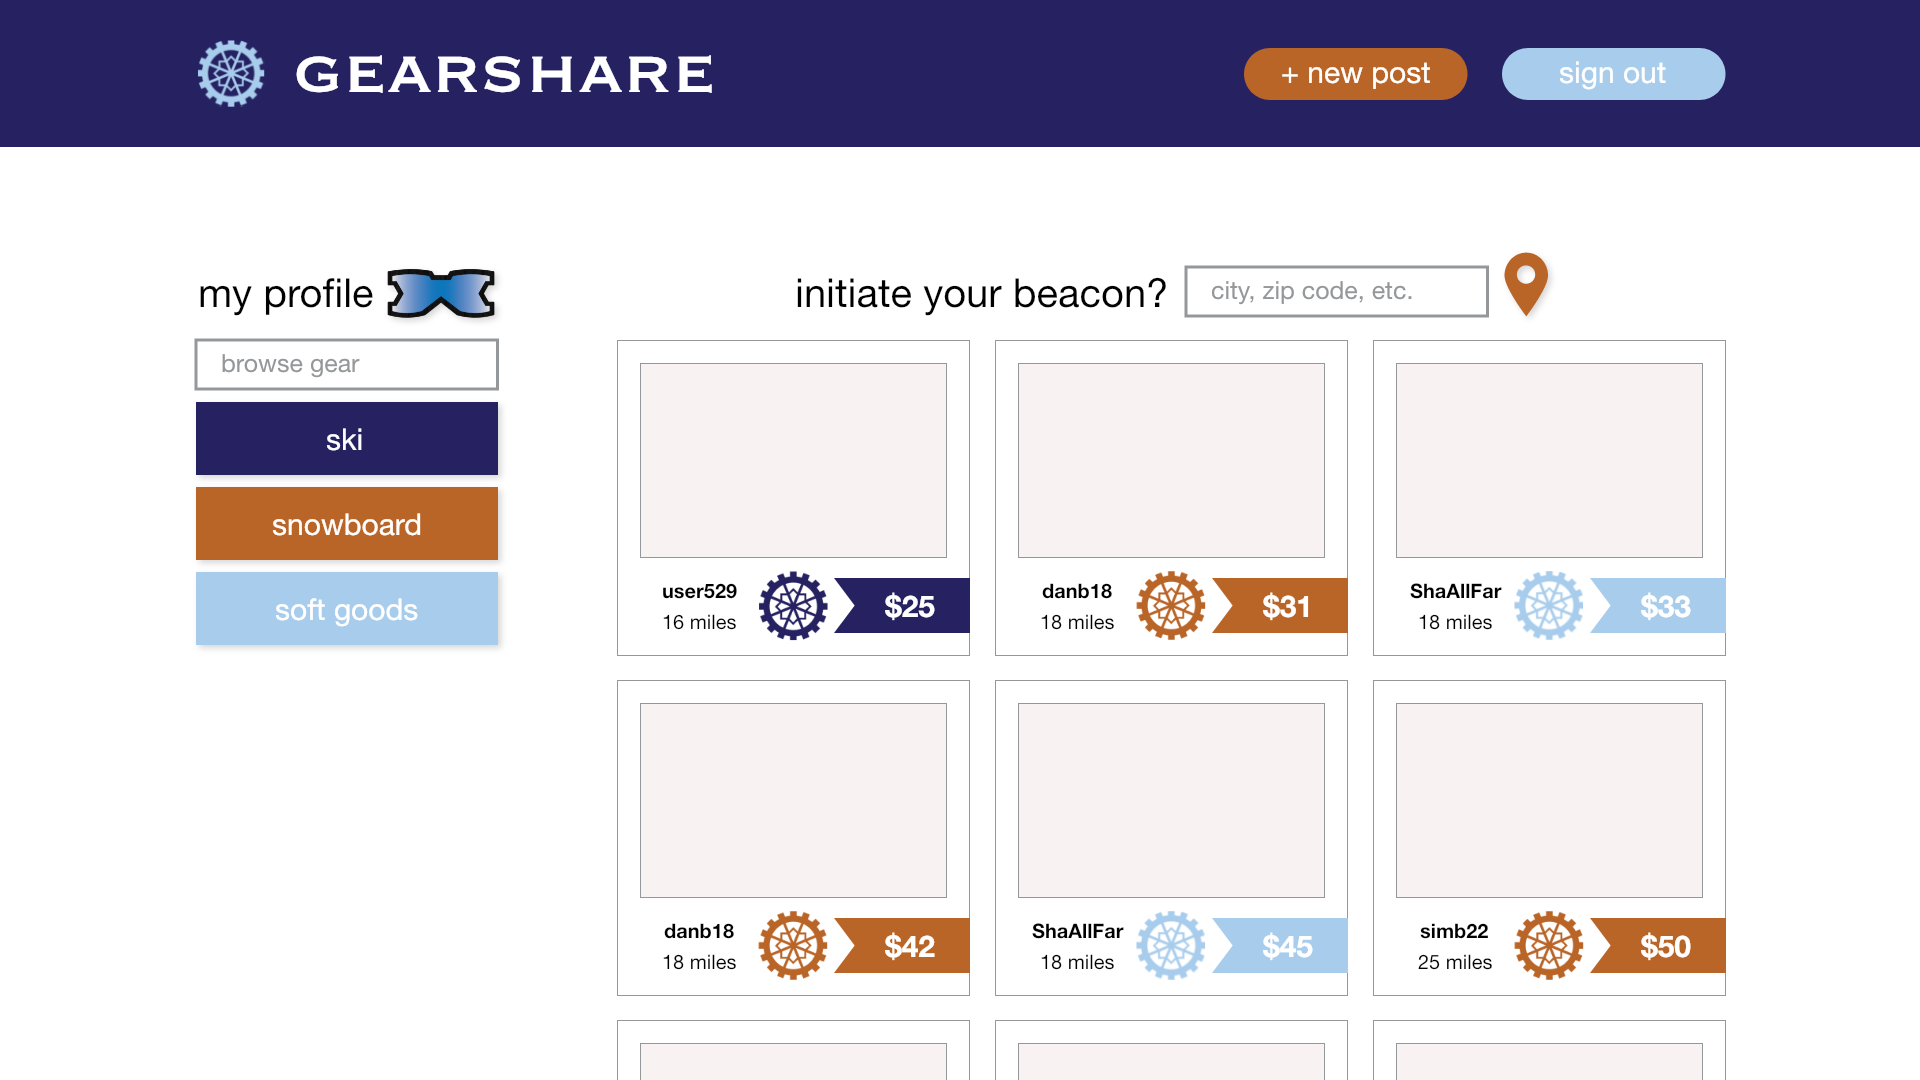 GEARSHARE
+ new post
sign out
my profile
initiate your beacon?
city, zip code, etc.
browse gear
ski
snowboard
soft goods
user529
16 miles
$25
danb18
18 miles
$31
ShaAllFar
18 miles
$33
danb18
18 miles
$42
ShaAllFar
18 miles
$45
simb22
25 miles
$50